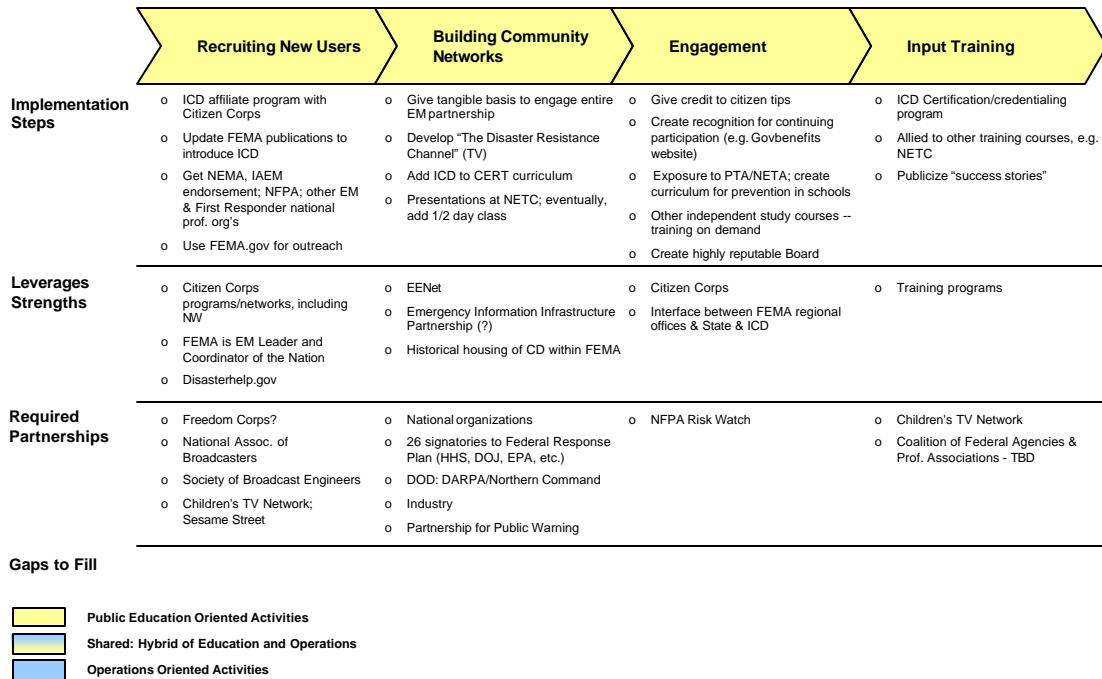 Recruiting New Users
Building Community
Networks
Engagement
Input Training
Implementation
Steps
o ICD affiliate program with
Citizen Corps
o Update FEMA publications to
introduce ICD
o Get NEMA, IAEM
endorsement; NFPA; other EM
& First Responder national
prof. org's
o Use FEMA.gov for outreach
o Give tangible basis to engage entire
EM partnership
o Develop “The Disaster Resistance
Channel” (TV)
o Add ICD to CERT curriculum
o Presentations at NETC; eventually,
add 1/2 day class
o Give credit to citizen tips
o Create recognition for continuing
participation (e.g. Govbenefits
website)
o Exposure to PTA/NETA; create
curriculum for prevention in schools
o Other independent study courses --
training on demand
o Create highly reputable Board
o ICD Certification/credentialing
program
o Allied to other training courses, e.g.
NETC
o Publicize “success stories”
Leverages
Strengths
o Citizen Corps
programs/networks, including
NW
o FEMA is EM Leader and
Coordinator of the Nation
o Disasterhelp.gov
o EENet
o Emergency Information Infrastructure
Partnership (?)
o Historical housing of CD within FEMA
o Citizen Corps
o Interface between FEMA regional
offices & State & ICD
o Training programs
Required
Partnerships
o Freedom Corps?
o National Assoc. of
Broadcasters
o Society of Broadcast Engineers
o Children's TV Network;
Sesame Street
o National organizations
o 26 signatories to Federal Response
Plan (HHS, DOJ, EPA, etc.)
o DOD: DARPA/Northern Command
o Industry
o Partnership for Public Warning
o NFPA Risk Watch
o Children's TV Network
o Coalition of Federal Agencies &
Prof. Associations - TBD
Gaps to Fill
Public Education Oriented Activities
Shared: Hybrid of Education and Operations
Operations Oriented Activities